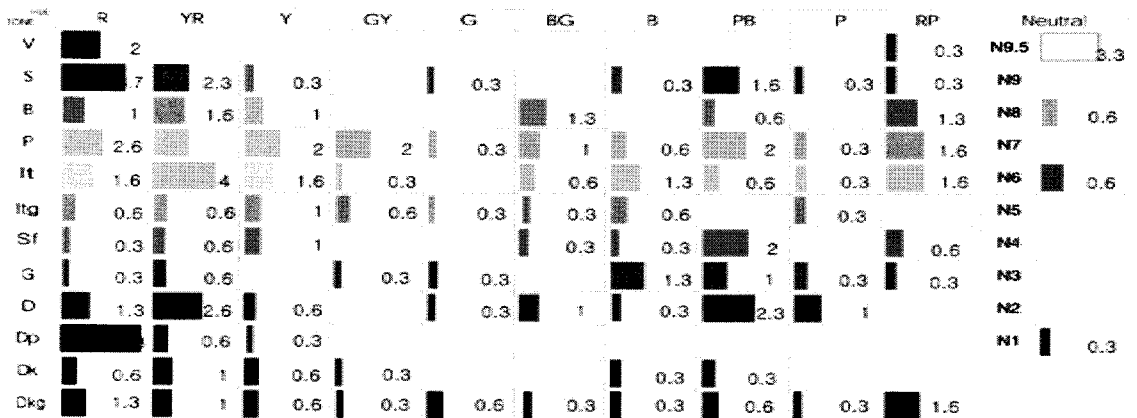 TONE R YR Y GY G BG B PB P RP Neutral
V 2 0.3 N9.5 3.3
S .7 2.3 0.3 0.3 0.3 1.6 0.3 0.3 N9
B 1 1.6 1 1.3 0.6 1.3 N8 0.6
P 2.6 2 2 0.3 1 0.6 2 0.3 1.6 N7
lt 1.6 4 1.6 0.3 0.6 1.3 0.6 0.3 1.6 N6 0.6
ltg 0.6 0.6 1 0.6 0.3 0.3 0.6 0.3 N5
Sf 0.3 0.6 1 0.3 0.3 2 0.6 N4
G 0.3 0.6 0.3 0.3 1.3 1 0.3 0.3 N3
D 1.3 2.6 0.6 0.3 1 0.3 2.3 1 N2
Dp 0.6 0.3 N1 0.3
Dk 0.6 1 0.6 0.3 0.3 0.3
Dkg 1.3 1 0.6 0.3 0.6 0.3 0.3 0.6 0.3 1.6